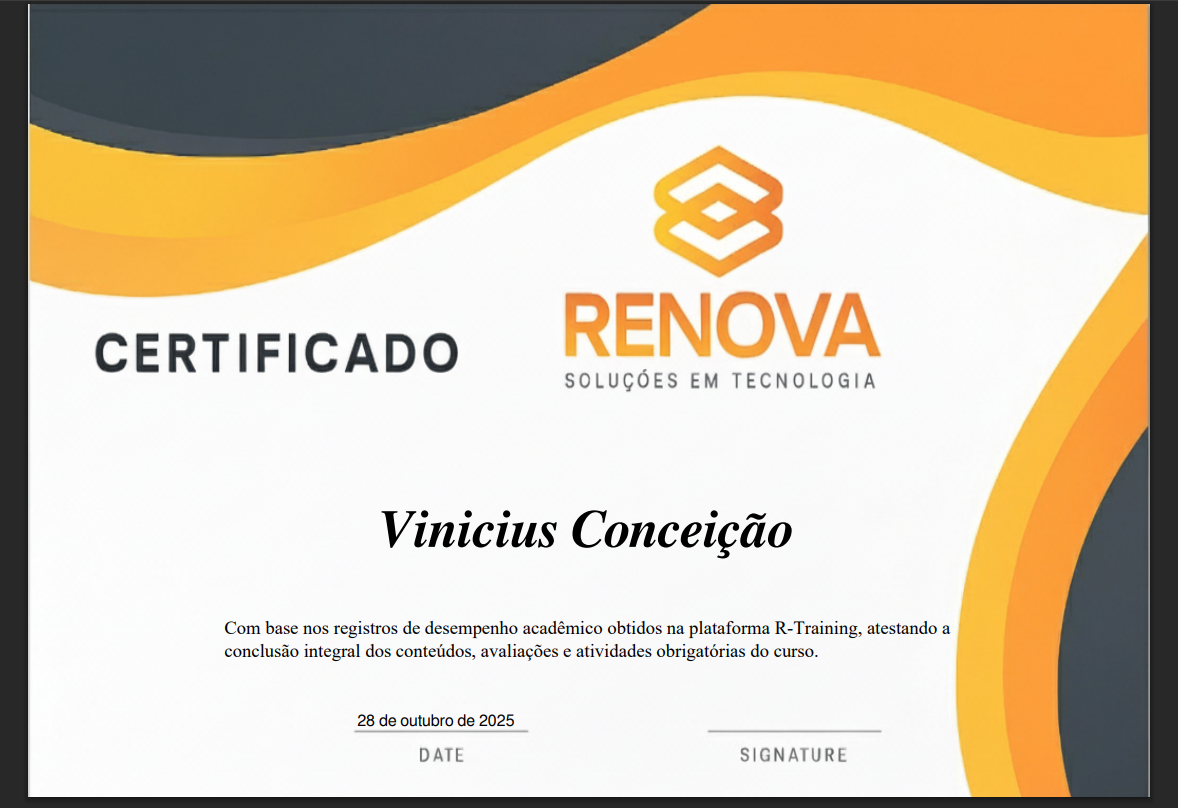 CERTIFICADO
RENOVA
SOLUÇÓES EM TECNOLOGIA
Vinicius Conceição
Com base nos registros de desempenho acadêmico obtidos na plataforma R-Training, atestando a
conclusão integral dos conteúdos, avaliações e atividades obrigatórias do curso.
28 de outubro de 2025
DATE
SIGNATURE